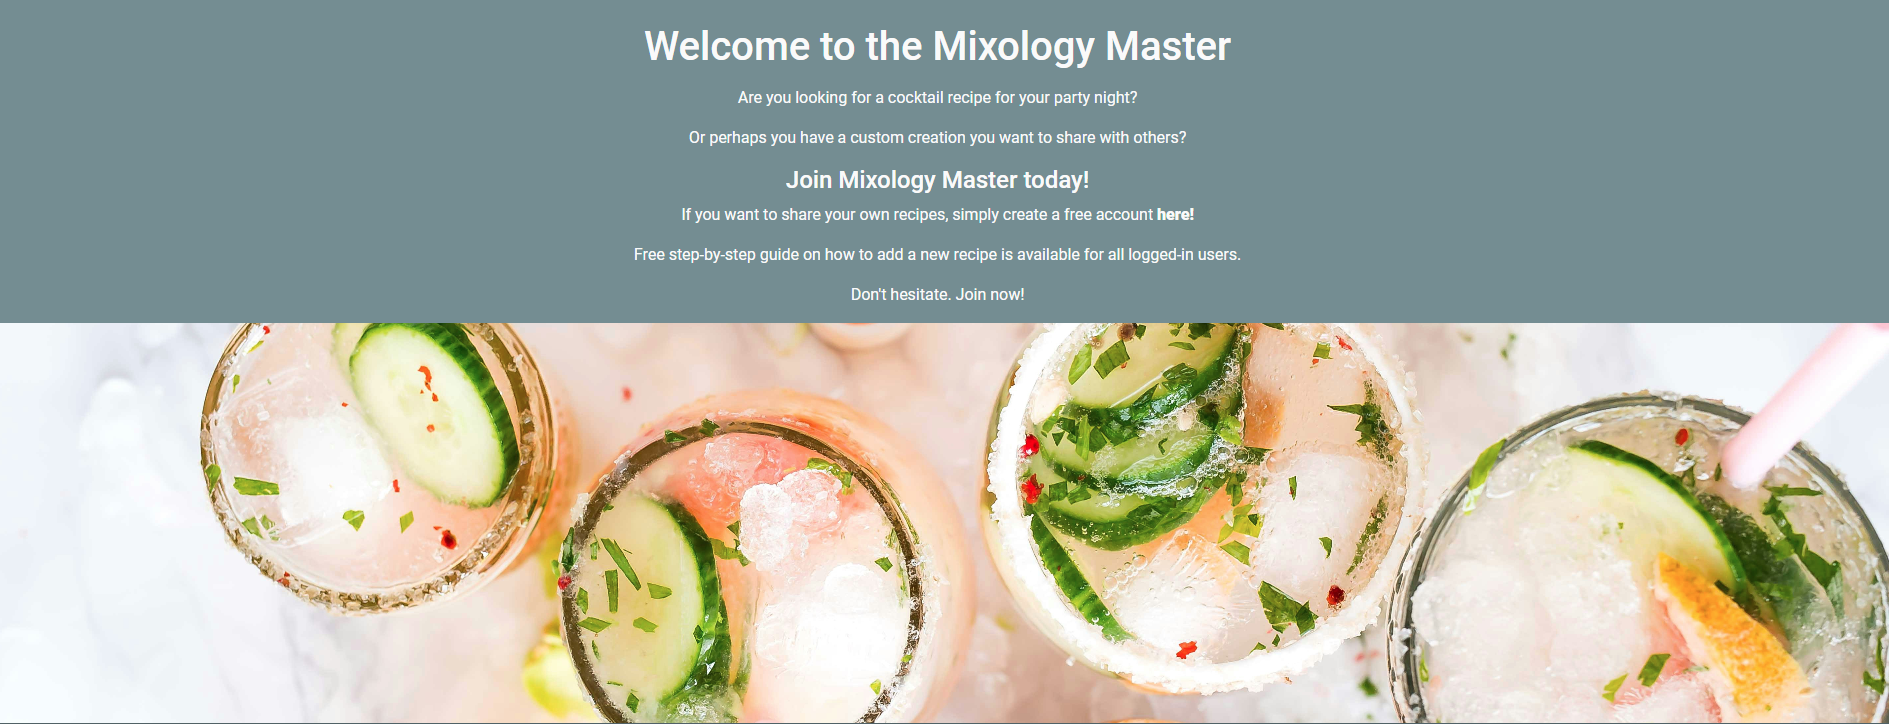 Welcome to the Mixology Master
Are you looking for a cocktail recipe for your party night?
Or perhaps you have a custom creation you want to share with others?
Join Mixology Master today!
If you want to share your own recipes, simply create a free account here!
Free step-by-step guide on how to add a new recipe is available for all logged-in users.
Don't hesitate. Join now!